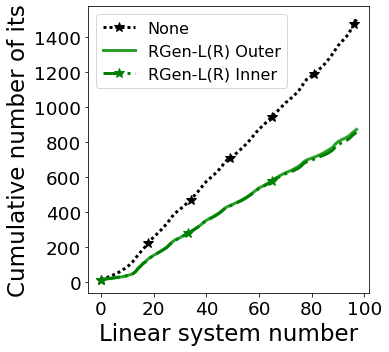 None
RGen-L(R) Outer
RGen-L(R) Inner
Cumulative number of its
1400
1200
1000
800
600
400
200
0
0 20 40 60 80 100
Linear system number